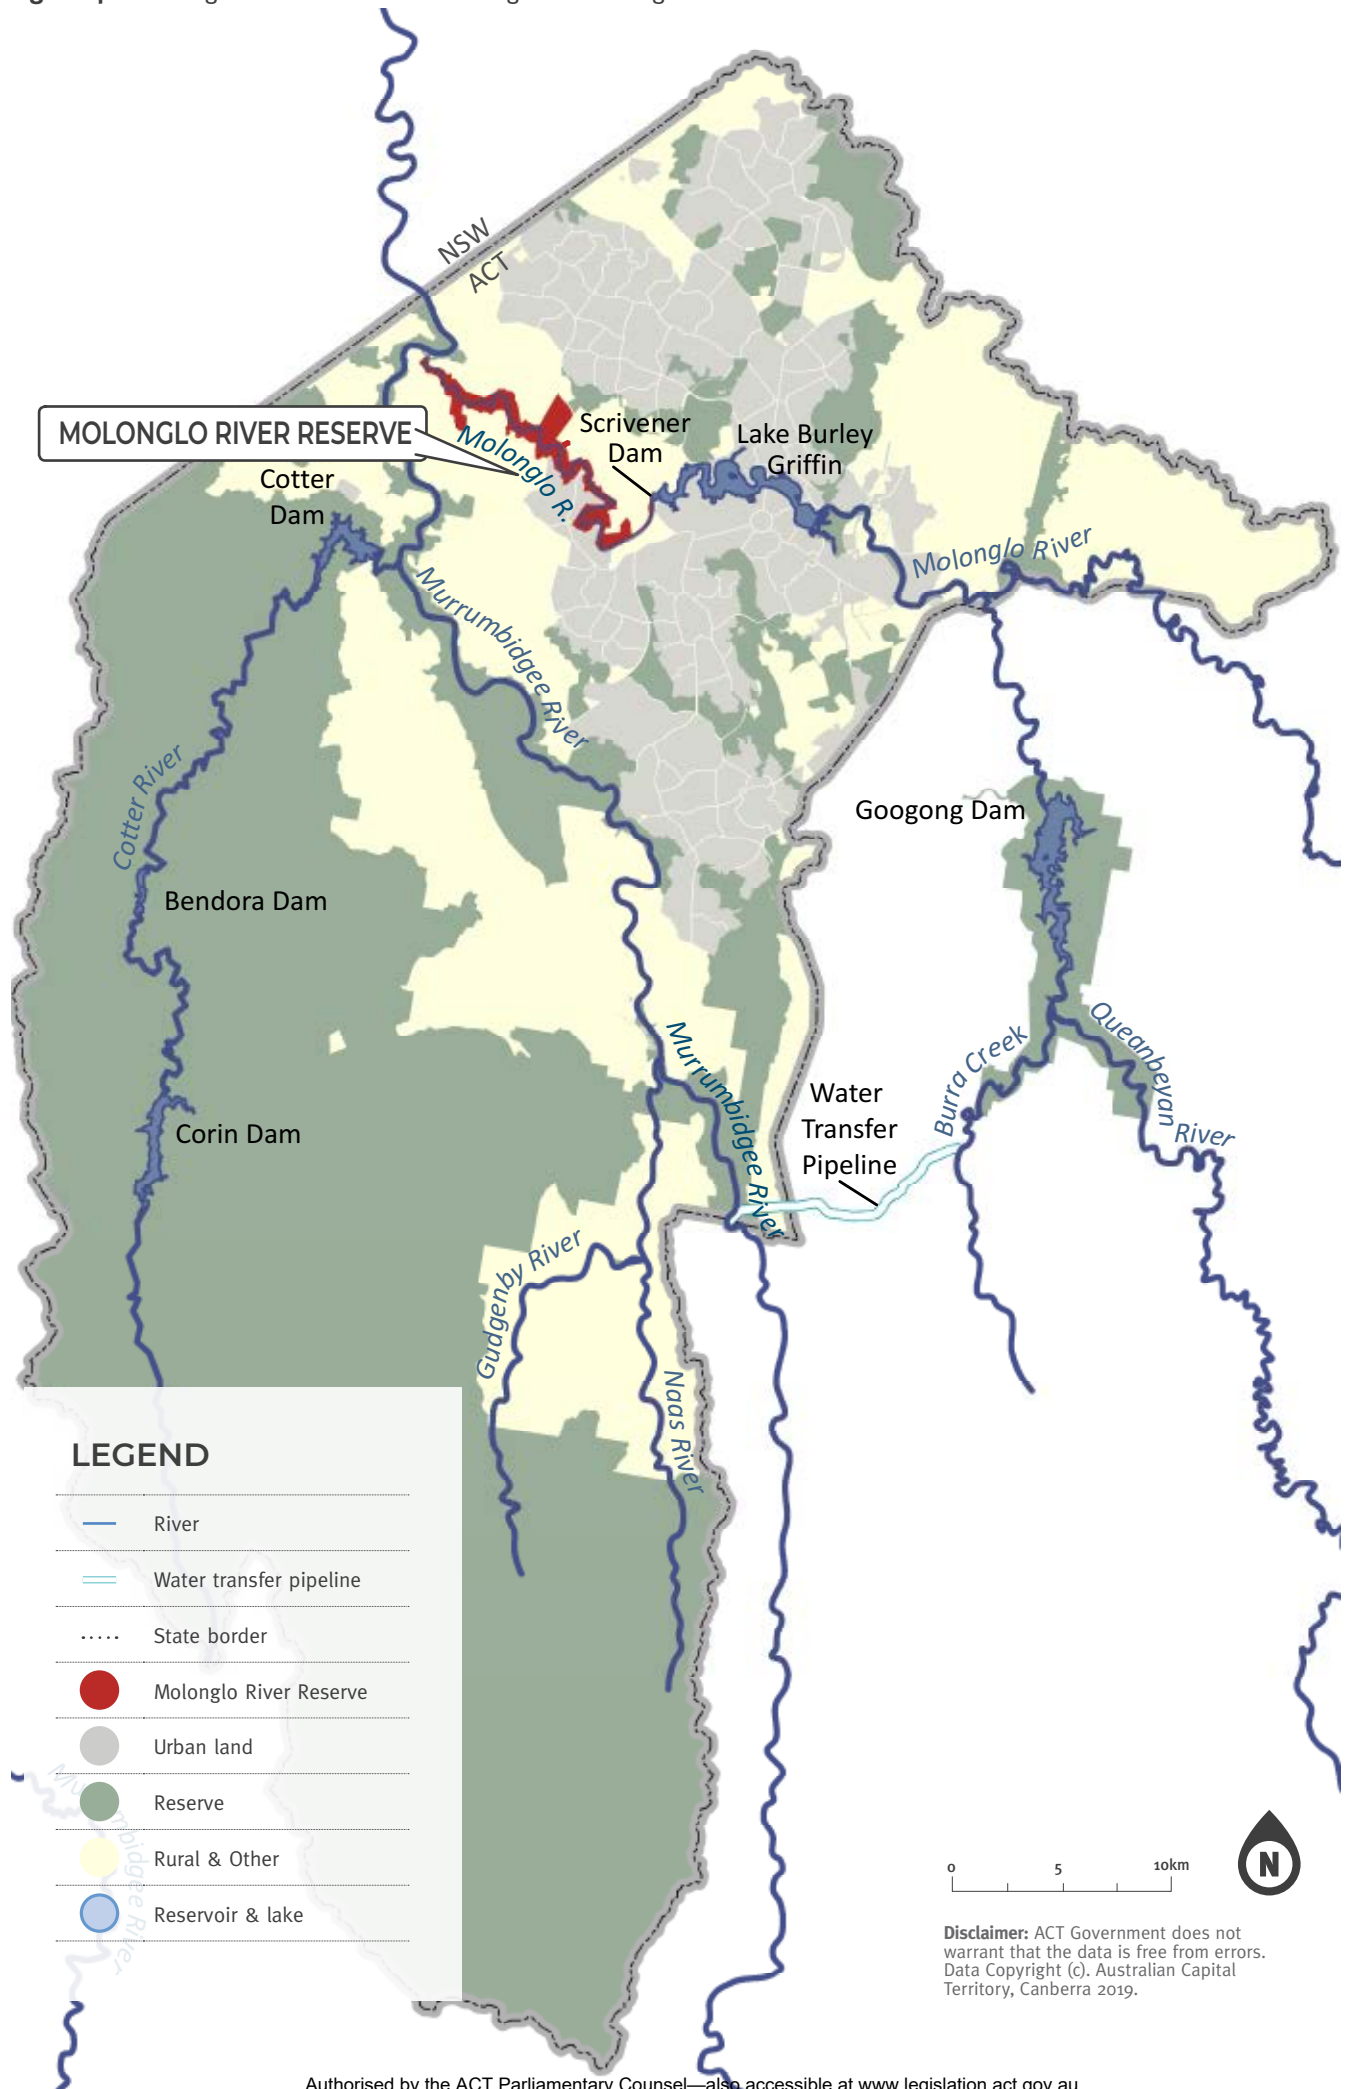 NSW
ACT
MOLONGLO RIVER RESERVE
Scrivener
Dam
Lake Burley
Griffin
Molonglo R.
Cotter
Dam
Molonglo River
Murrumbidgee River
Cotter River
Googong Dam
Bendora Dam
Murrumbidgee River
Burra Creek
Queanbeyan River
Water
Transfer
Pipeline
Corin Dam
Gudgenby River
Naas River
LEGEND
River
Water transfer pipeline
State border
Molonglo River Reserve
Urban land
Reserve
Rural & Other
Reservoir & lake
Murrumbidgee River
0 5 10km
N
Disclaimer: ACT Government does not
warrant that the data is free from errors.
Data Copyright (c). Australian Capital
Territory, Canberra 2019.
Authorised by the ACT Parliamentary Counsel—also accessible at www.legislation.act.gov.au